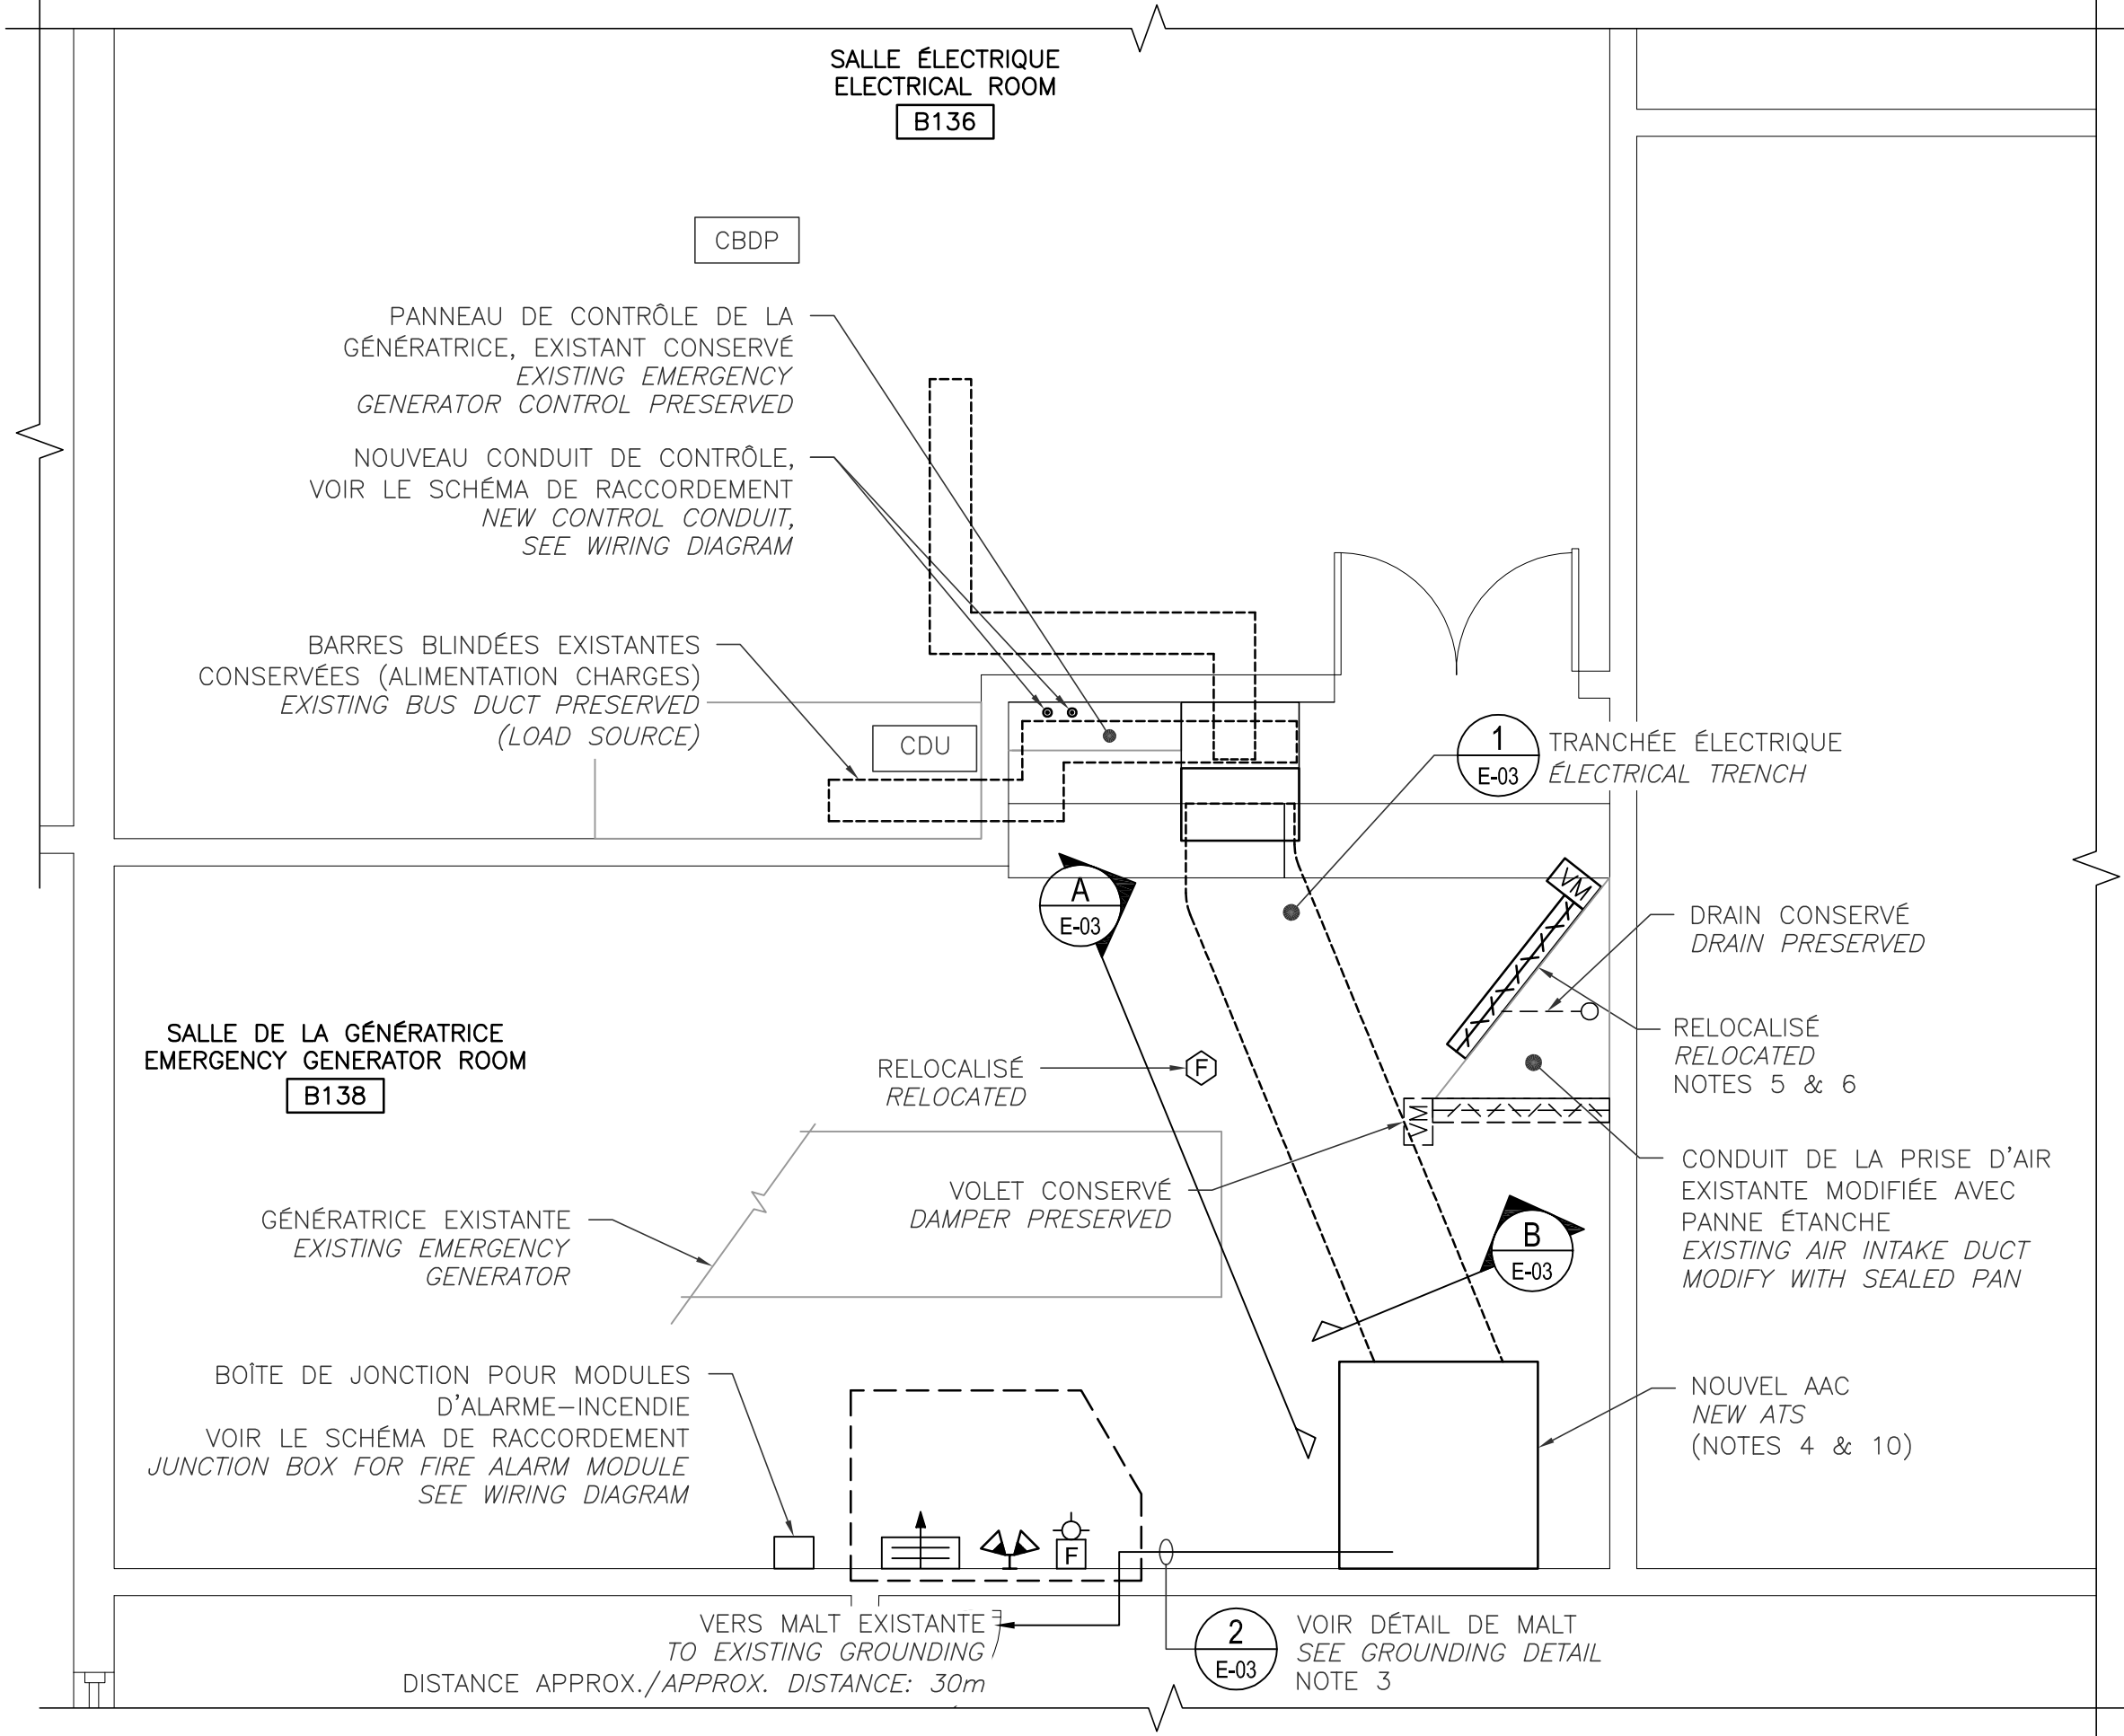 SALLE ÉLECTRIQUE
ELECTRICAL ROOM
B136
CBDP
PANNEAU DE CONTRÔLE DE LA
GÉNÉRATRICE, EXISTANT CONSERVÉ
EXISTING EMERGENCY
GENERATOR CONTROL PRESERVED
NOUVEAU CONDUIT DE CONTRÔLE,
VOIR LE SCHÉMA DE RACCORDEMENT
NEW CONTROL CONDUIT,
SEE WIRING DIAGRAM
BARRES BLINDÉES EXISTANTES
CONSERVÉES (ALIMENTATION CHARGES)
EXISTING BUS DUCT PRESERVED
(LOAD SOURCE)
CDU
1
E-03
TRANCHÉE ÉLECTRIQUE
ÉLECTRICAL TRENCH
A
E-03
VM
DRAIN CONSERVÉ
DRAIN PRESERVED
SALLE DE LA GÉNÉRATRICE
EMERGENCY GENERATOR ROOM
B138
RELOCALISÉ
RELOCATED
F
RELOCALISÉ
RELOCATED
NOTES 5 & 6
VM
VOLET CONSERVÉ
DAMPER PRESERVED
CONDUIT DE LA PRISE D'AIR
EXISTANTE MODIFIÉE AVEC
PANNE ÉTANCHE
EXISTING AIR INTAKE DUCT
MODIFY WITH SEALED PAN
GÉNÉRATRICE EXISTANTE
EXISTING EMERGENCY
GENERATOR
B
E-03
BOÎTE DE JONCTION POUR MODULES
D'ALARME-INCENDIE
VOIR LE SCHÉMA DE RACCORDEMENT
JUNCTION BOX FOR FIRE ALARM MODULE
SEE WIRING DIAGRAM
NOUVEL AAC
NEW ATS
(NOTES 4 & 10)
F
VERS MALT EXISTANTE
TO EXISTING GROUNDING
DISTANCE APPROX./APPROX. DISTANCE: 30m
2
E-03
VOIR DÉTAIL DE MALT
SEE GROUNDING DETAIL
NOTE 3